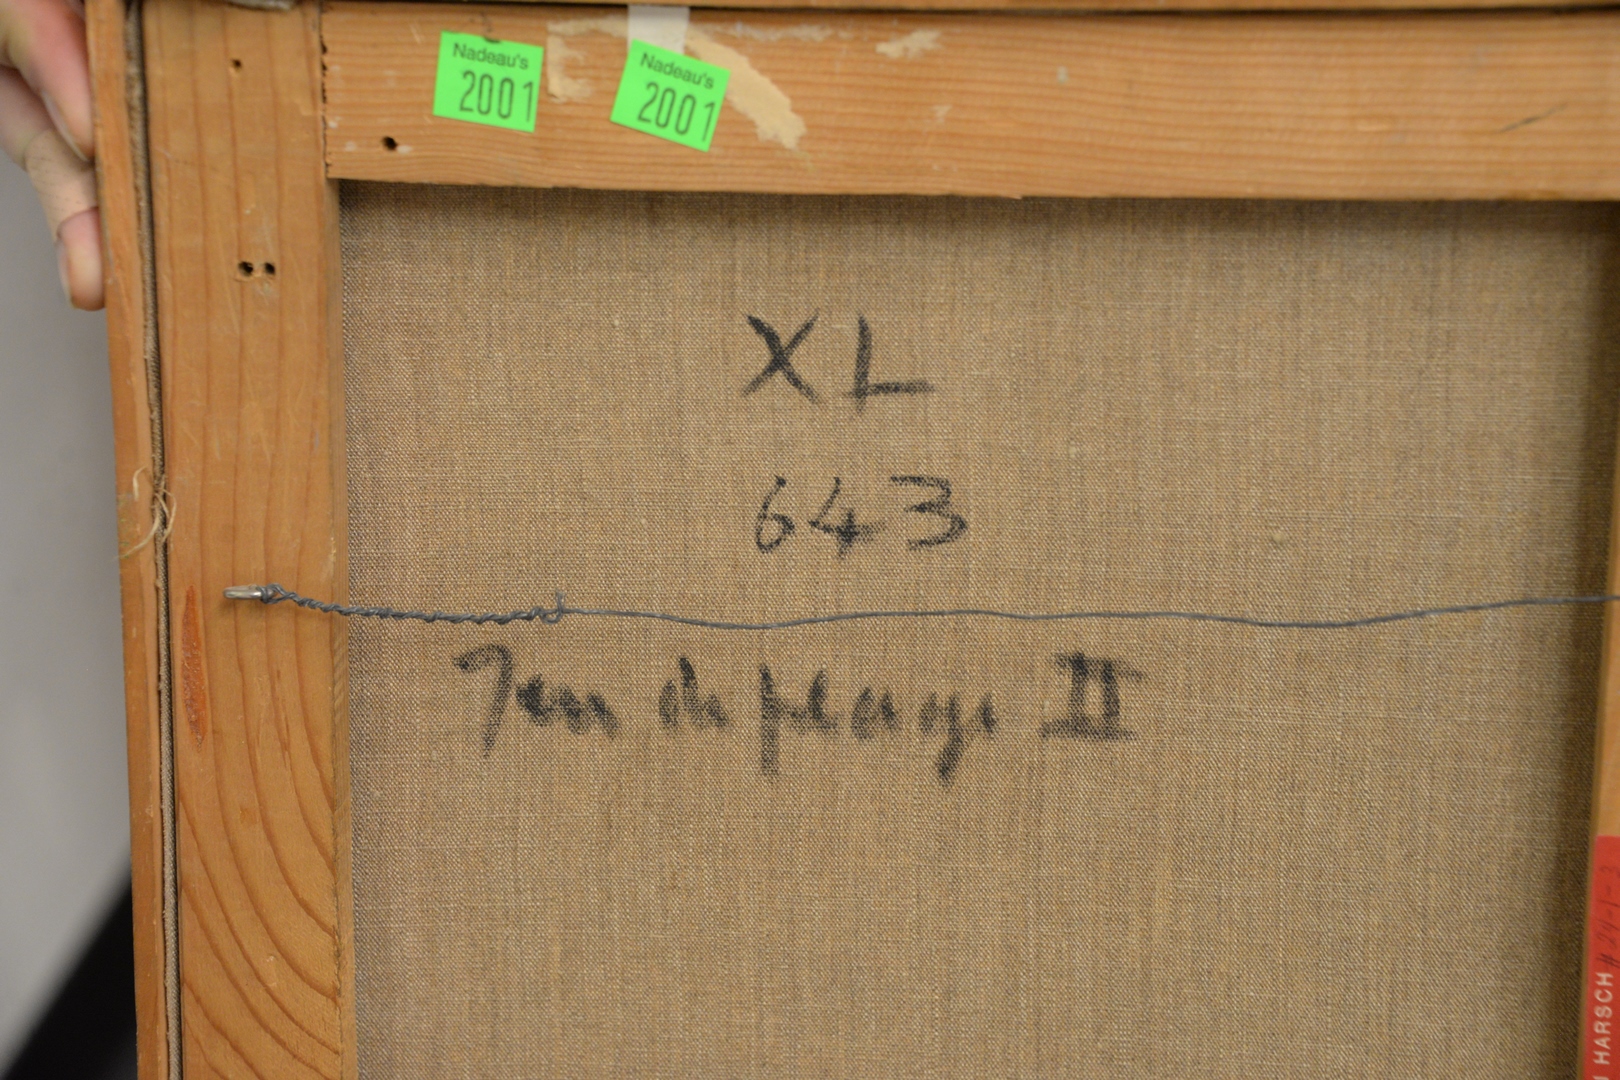 Nadeau's
2001
Nadeau's
2001
XL
643
Jeu de plage II
HARSCH